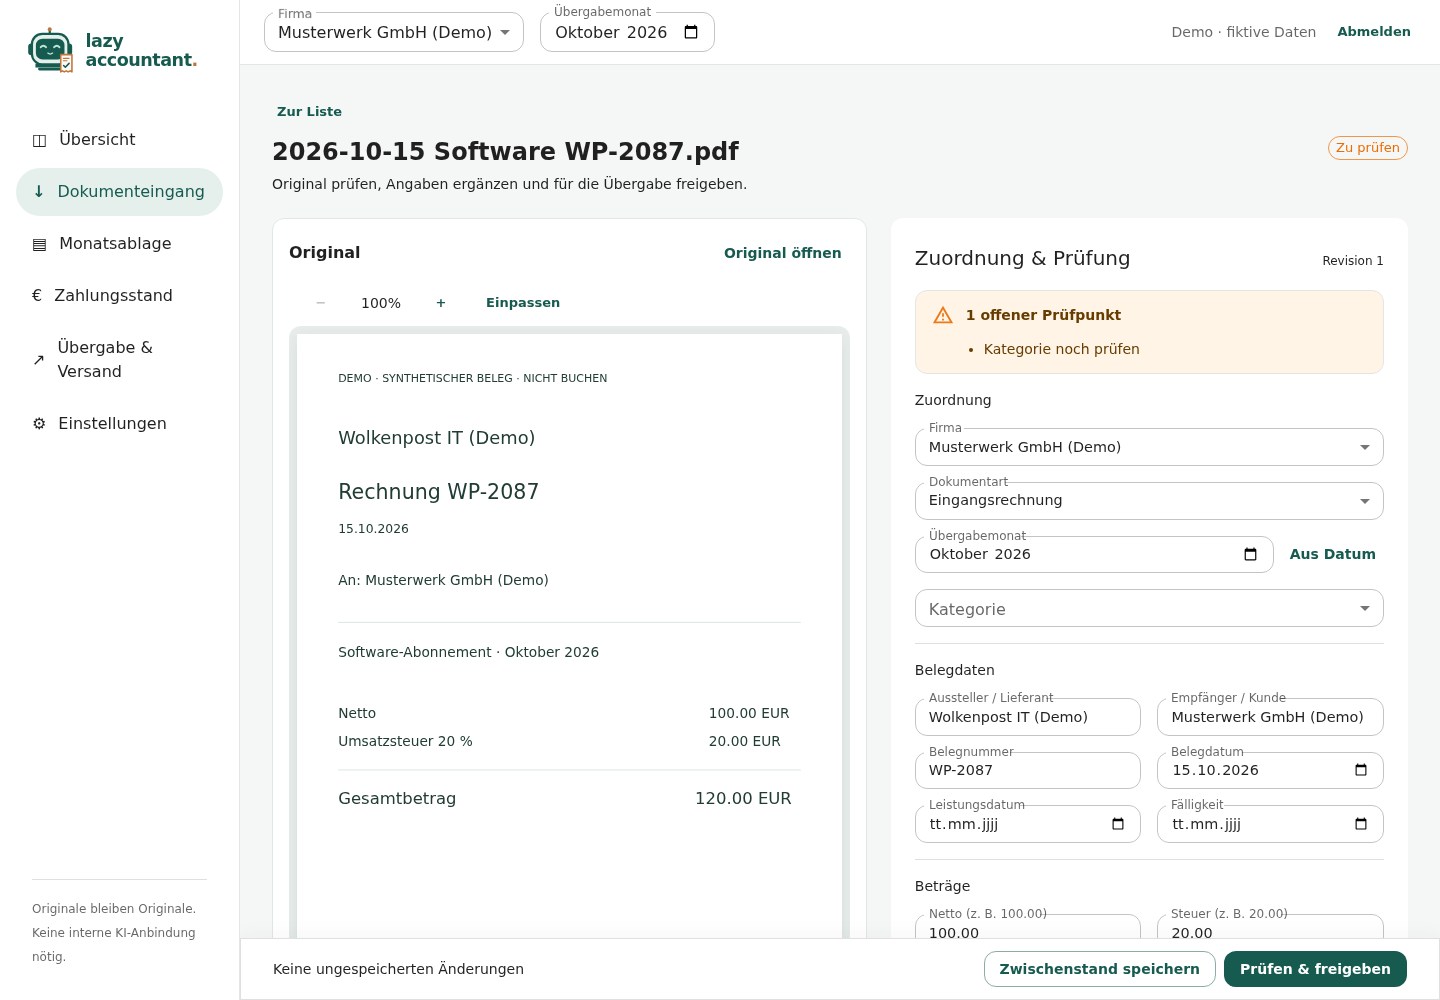 lazy
accountant.
Firma
Musterwerk GmbH (Demo)
Übergabemonat
Oktober 2026
Demo · fiktive Daten
Abmelden
Übersicht
Dokumenteingang
Monatsablage
€ Zahlungsstand
Übergabe &
Versand
Einstellungen
Originale bleiben Originale.
Keine interne KI-Anbindung
nötig.
Zur Liste
2026-10-15 Software WP-2087.pdf
Zu prüfen
Original prüfen, Angaben ergänzen und für die Übergabe freigeben.
Original
Original öffnen
− 100% + Einpassen
DEMO · SYNTHETISCHER BELEG · NICHT BUCHEN
Wolkenpost IT (Demo)
Rechnung WP-2087
15.10.2026
An: Musterwerk GmbH (Demo)
Software-Abonnement · Oktober 2026
Netto 100.00 EUR
Umsatzsteuer 20 % 20.00 EUR
Gesamtbetrag 120.00 EUR
Zuordnung & Prüfung
Revision 1
1 offener Prüfpunkt
• Kategorie noch prüfen
Zuordnung
Firma
Musterwerk GmbH (Demo)
Dokumentart
Eingangsrechnung
Übergabemonat
Oktober 2026
Aus Datum
Kategorie
Belegdaten
Aussteller / Lieferant
Wolkenpost IT (Demo)
Empfänger / Kunde
Musterwerk GmbH (Demo)
Belegnummer
WP-2087
Belegdatum
15.10.2026
Leistungsdatum
tt.mm.jjjj
Fälligkeit
tt.mm.jjjj
Beträge
Netto (z. B. 100.00)
100.00
Steuer (z. B. 20.00)
20.00
Keine ungespeicherten Änderungen
Zwischenstand speichern
Prüfen & freigeben